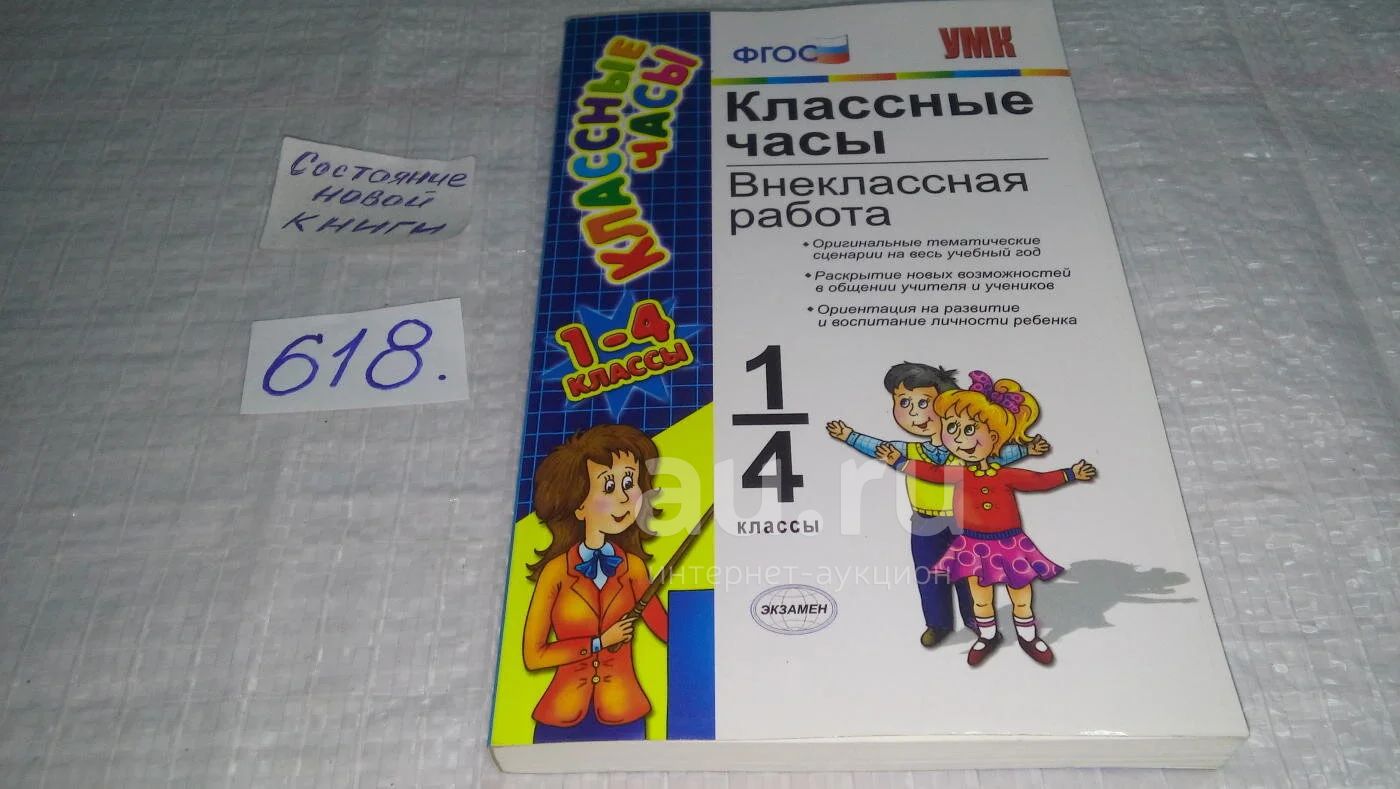 Состояние
новой
книги
618.
КЛАССНЫЕ
ЧАСЫ
1-4
КЛАССЫ
ФГОС
УМК
Классные
часы
Внеклассная
работа
• Оригинальные тематические
сценарии на весь учебный год
• Раскрытие новых возможностей
в общении учителя и учеников
• Ориентация на развитие
и воспитание личности ребенка
1
4
классы
ЭКЗАМЕН
au.ru
интернет-аукцион